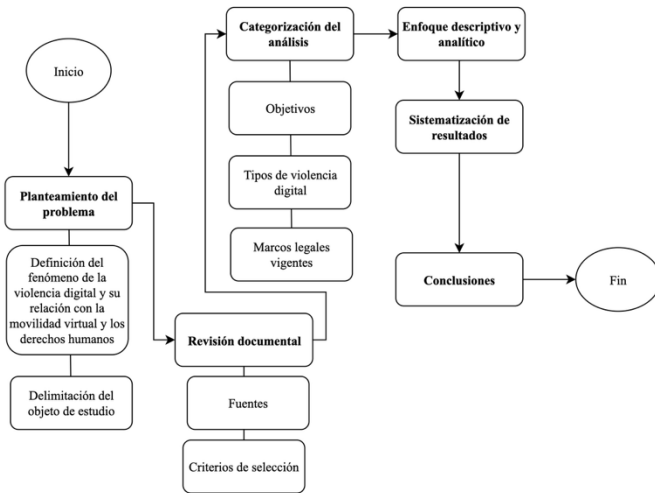 Inicio
Planteamiento del
problema
Definición del
fenómeno de la
violencia digital y su
relación con la
movilidad virtual y los
derechos humanos
Delimitación del
objeto de estudio
Revisión documental
Fuentes
Criterios de selección
Categorización del
análisis
Objetivos
Tipos de violencia
digital
Marcos legales
vigentes
Enfoque descriptivo y
analítico
Sistematización de
resultados
Conclusiones
Fin